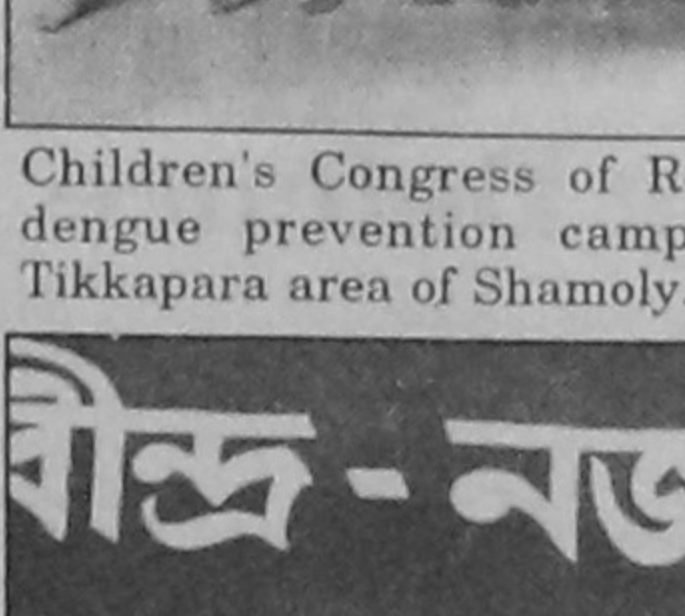 Children's Congress of R
dengue prevention camp
Tikkapara area of Shamoly.
বীন্দ্র - নজ